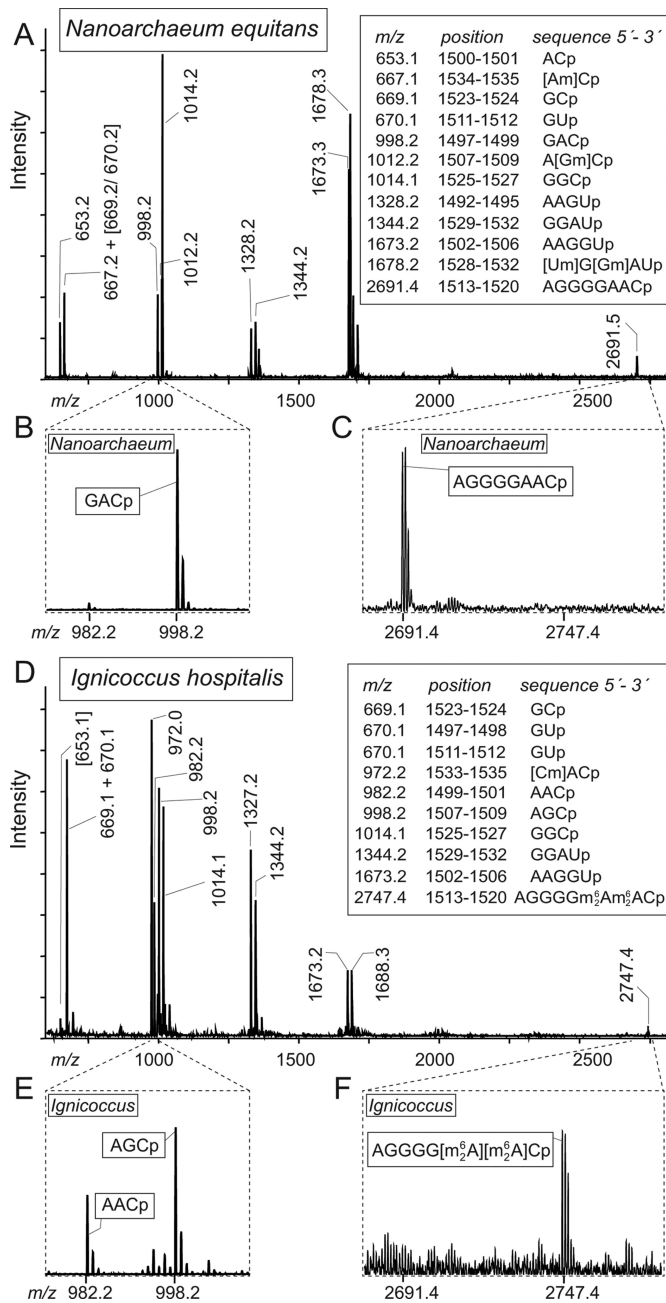 A
Nanoarchaeum equitans
m/z position sequence 5´- 3´
653.1 1500-1501 ACp
667.1 1534-1535 [Am]Cp
669.1 1523-1524 GCp
670.1 1511-1512 GUp
998.2 1497-1499 GACp
1012.2 1507-1509 A[Gm]Cp
1014.1 1525-1527 GGCp
1328.2 1492-1495 AAGUp
1344.2 1529-1532 GGAUp
1673.2 1502-1506 AAGGUp
1678.2 1528-1532 [Um]G[Gm]AUp
2691.4 1513-1520 AGGGGAACp
Intensity
653.2
667.2 + [669.2/ 670.2]
998.2
1014.2
1012.2
1328.2
1344.2
1673.3
1678.3
2691.5
m/z 1000 1500 2000 2500
B
Nanoarchaeum
GACp
m/z 982.2 998.2
C
Nanoarchaeum
AGGGGAACp
2691.4 2747.4
D
Ignicoccus hospitalis
m/z position sequence 5´- 3´
669.1 1523-1524 GCp
670.1 1497-1498 GUp
670.1 1511-1512 GUp
972.2 1533-1535 [Cm]ACp
982.2 1499-1501 AACp
998.2 1507-1509 AGCp
1014.1 1525-1527 GGCp
1344.2 1529-1532 GGAUp
1673.2 1502-1506 AAGGUp
2747.4 1513-1520 AGGGGm⁶₂Am⁶₂ACp
Intensity
[653.1]
669.1 + 670.1
972.0
982.2
998.2
1014.1
1327.2
1344.2
1673.2
1688.3
2747.4
m/z 1000 1500 2000 2500
E
Ignicoccus
AGCp
AACp
m/z 982.2 998.2
F
Ignicoccus
AGGGG[m⁶₂A][m⁶₂A]Cp
2691.4 2747.4